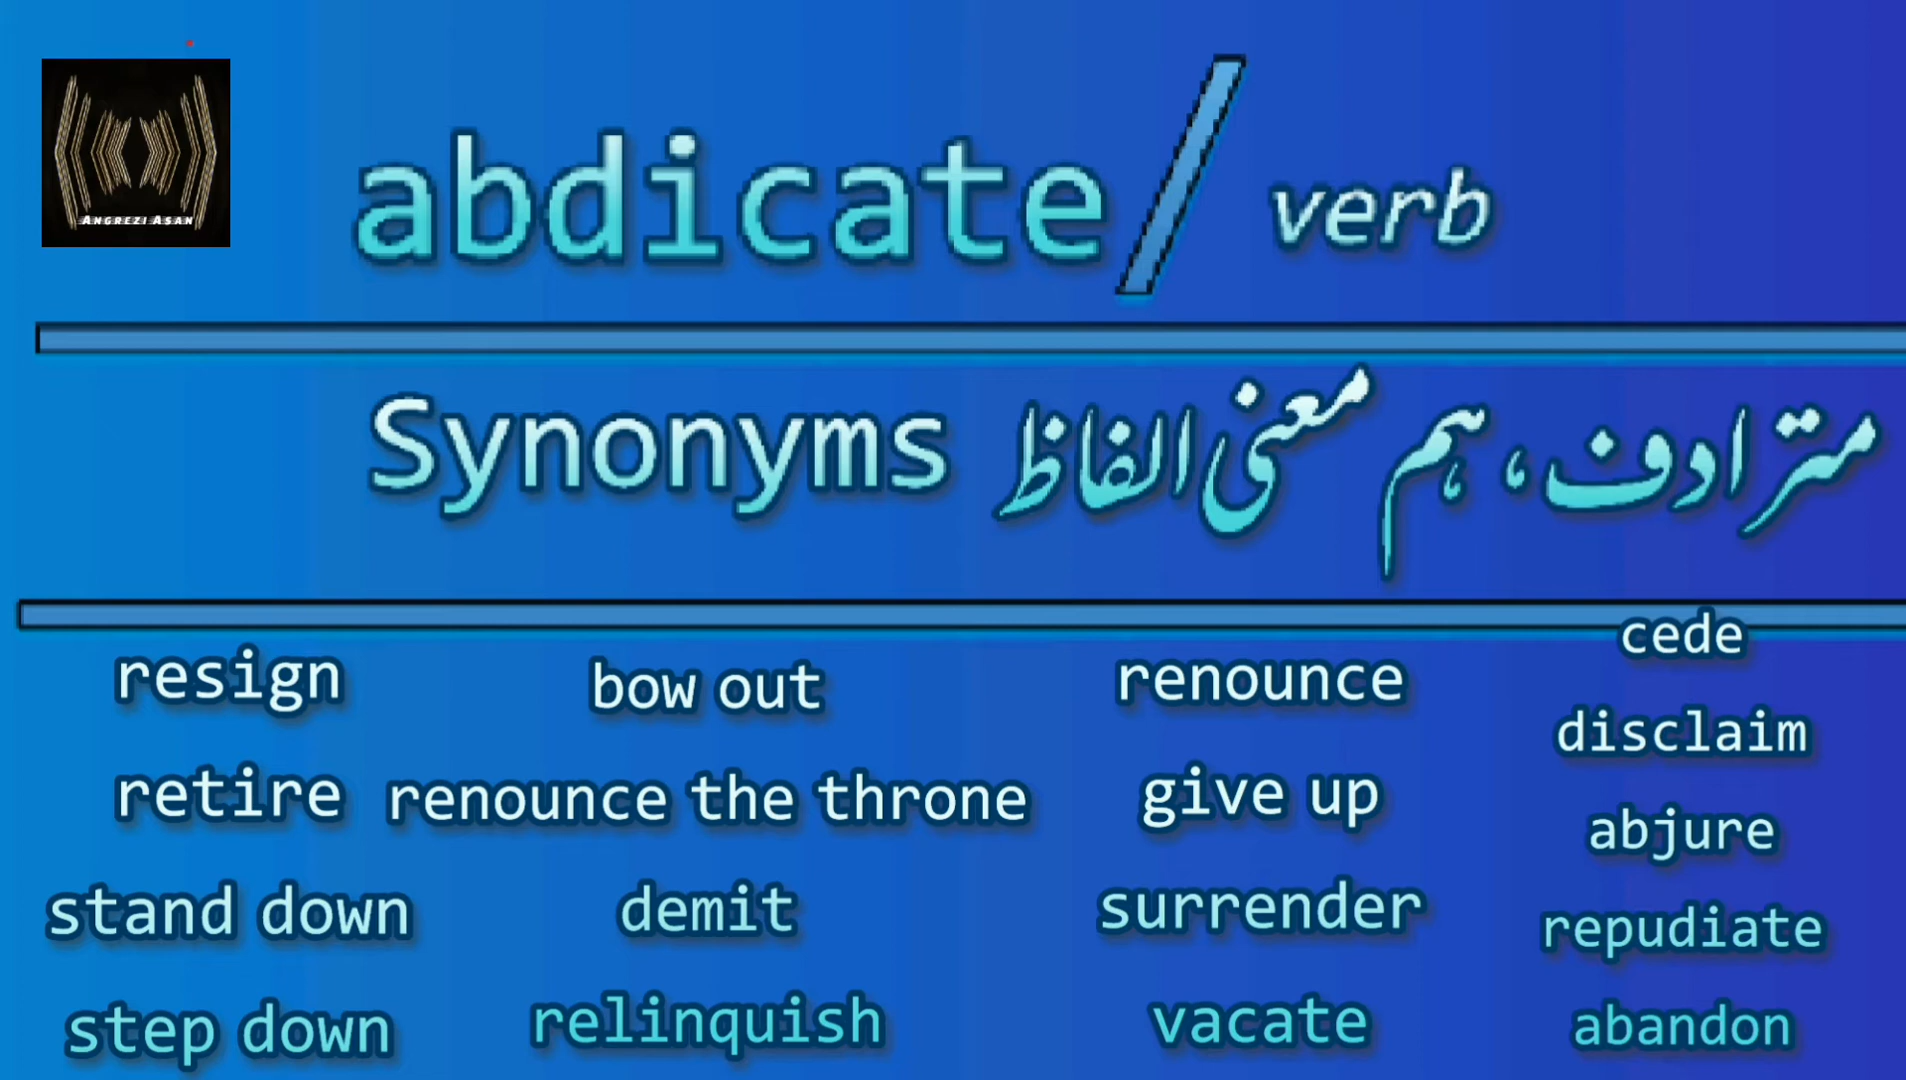 ANGREZI ASAN
abdicate/ verb
Synonyms مترادف، ہم معنی الفاظ
resign
retire
stand down
step down
bow out
renounce the throne
demit
relinquish
renounce
give up
surrender
vacate
cede
disclaim
abjure
repudiate
abandon